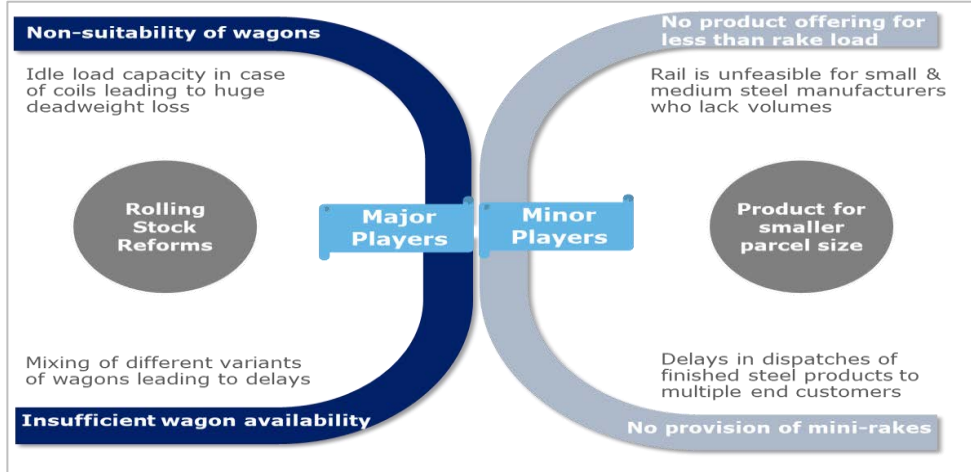 Non-suitability of wagons
Idle load capacity in case
of coils leading to huge
deadweight loss
Rolling
Stock
Reforms
Mixing of different variants
of wagons leading to delays
Insufficient wagon availability
Major
Players
Minor
Players
No product offering for
less than rake load
Rail is unfeasible for small &
medium steel manufacturers
who lack volumes
Product for
smaller
parcel size
Delays in dispatches of
finished steel products to
multiple end customers
No provision of mini-rakes